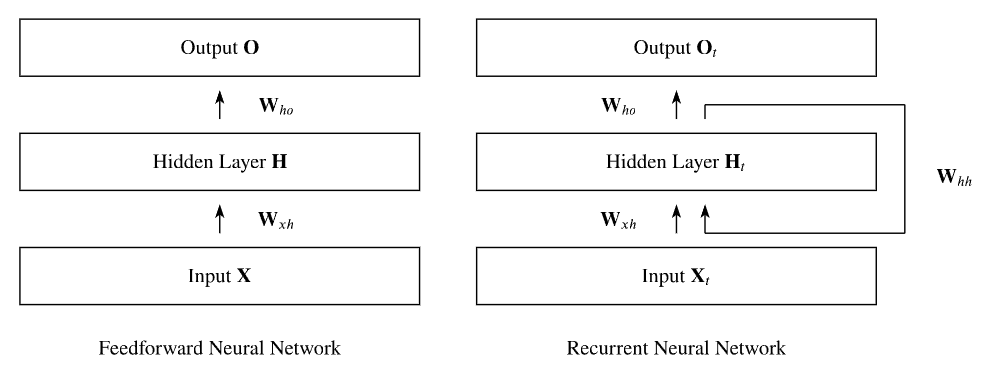 Output O
W_ho
Hidden Layer H
W_xh
Input X
Feedforward Neural Network
Output O_t
W_ho
Hidden Layer H_t
W_hh
W_xh
Input X_t
Recurrent Neural Network